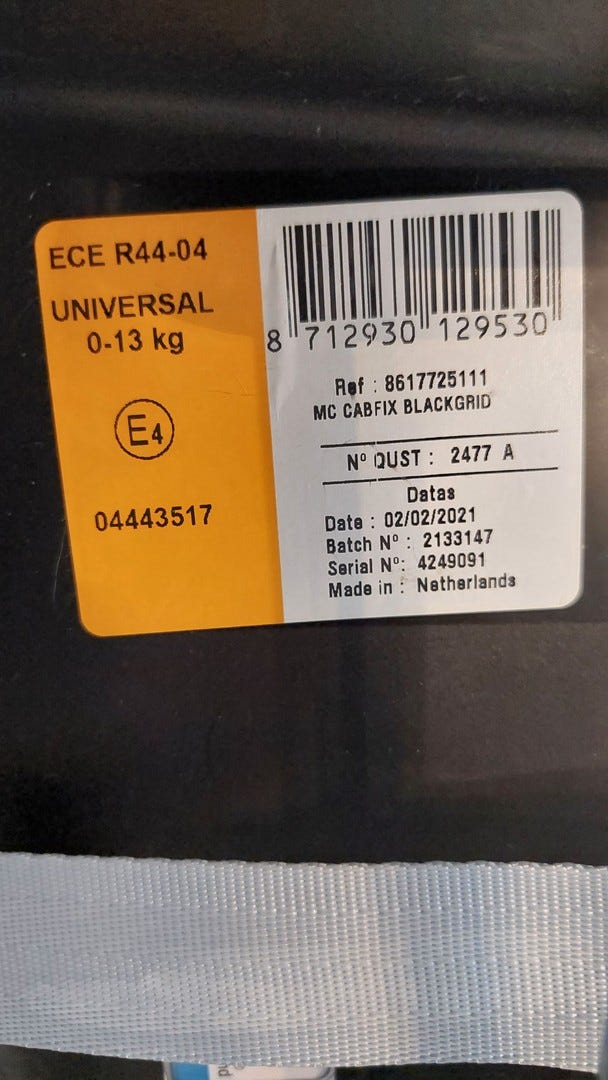 ECE R44-04
UNIVERSAL
0-13 kg
E4
04443517
8 712930 129530
Ref : 8617725111
MC CABFIX BLACKGRID
Nº QUST : 2477 A
Datas
Date : 02/02/2021
Batch Nº : 2133147
Serial Nº: 4249091
Made in : Netherlands